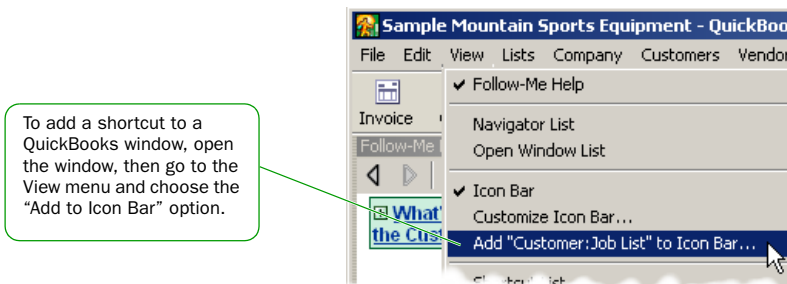 Sample Mountain Sports Equipment - QuickBoo
File Edit View Lists Company Customers Vendor
✔ Follow-Me Help
Invoice
Navigator List
Follow-Me
Open Window List
To add a shortcut to a
QuickBooks window, open
the window, then go to the
View menu and choose the
“Add to Icon Bar” option.
✔ Icon Bar
What'
Customize Icon Bar...
the Cust
Add "Customer:Job List" to Icon Bar...